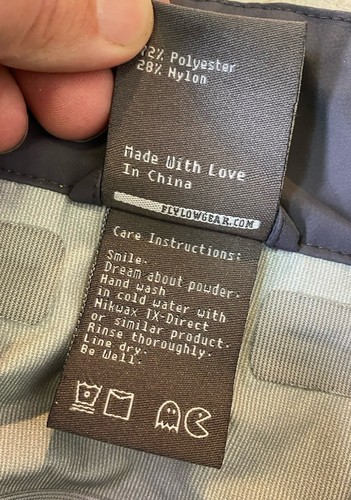 72% Polyester
28% Nylon
Made With Love
In China
FLYLOWGEAR.COM
Care Instructions:
Smile.
Dream about powder.
Hand wash
in cold water with
Nikwax TX-Direct
or similar product.
Rinse thoroughly.
Line dry.
Be Well.